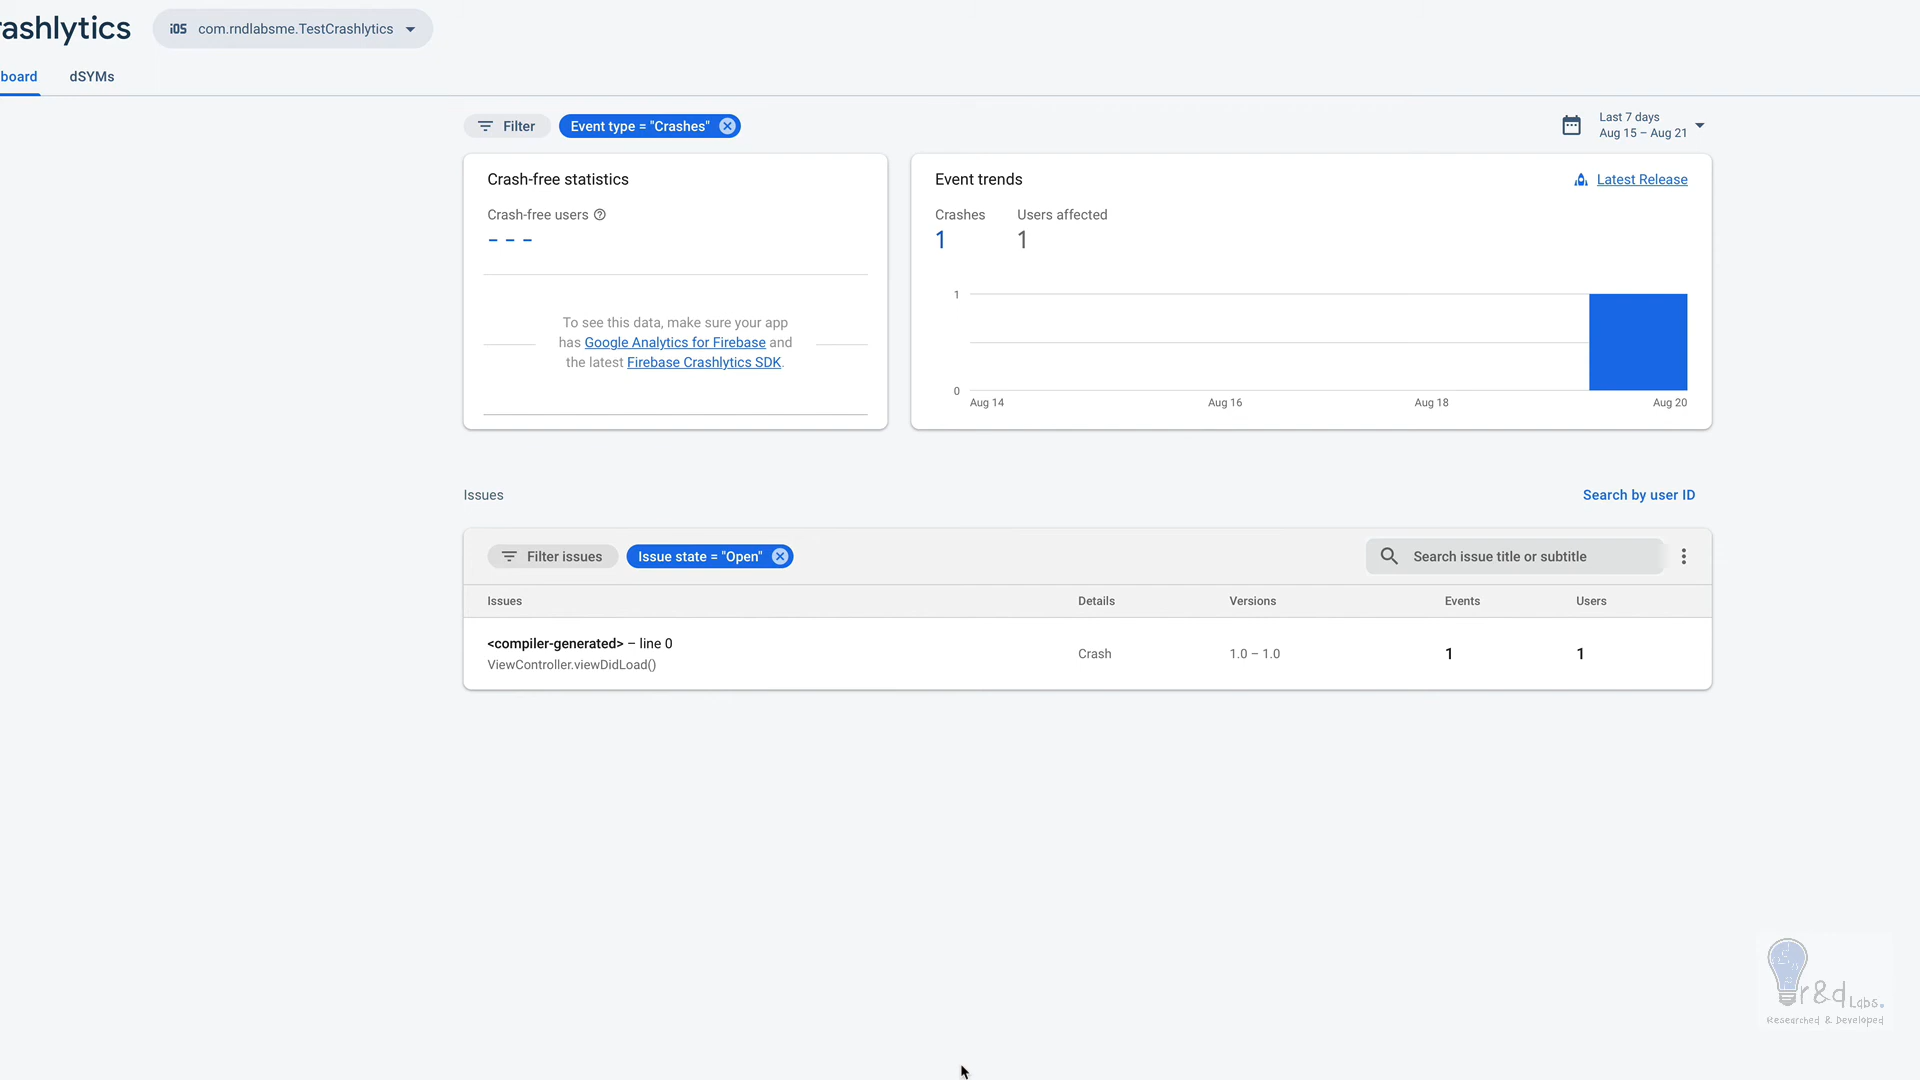 rashlytics
iOS com.rndlabsme.TestCrashlytics
board dSYMs
Filter Event type = "Crashes"
Last 7 days
Aug 15 – Aug 21
Crash-free statistics
Crash-free users
- - -
To see this data, make sure your app
has Google Analytics for Firebase and
the latest Firebase Crashlytics SDK.
Event trends
Latest Release
Crashes Users affected
1 1
1
0
Aug 14 Aug 16 Aug 18 Aug 20
Issues
Search by user ID
Filter issues Issue state = "Open" Search issue title or subtitle
Issues Details Versions Events Users
<compiler-generated> – line 0
ViewController.viewDidLoad()
Crash 1.0 – 1.0 1 1
r&d Labs.
Researched & Developed